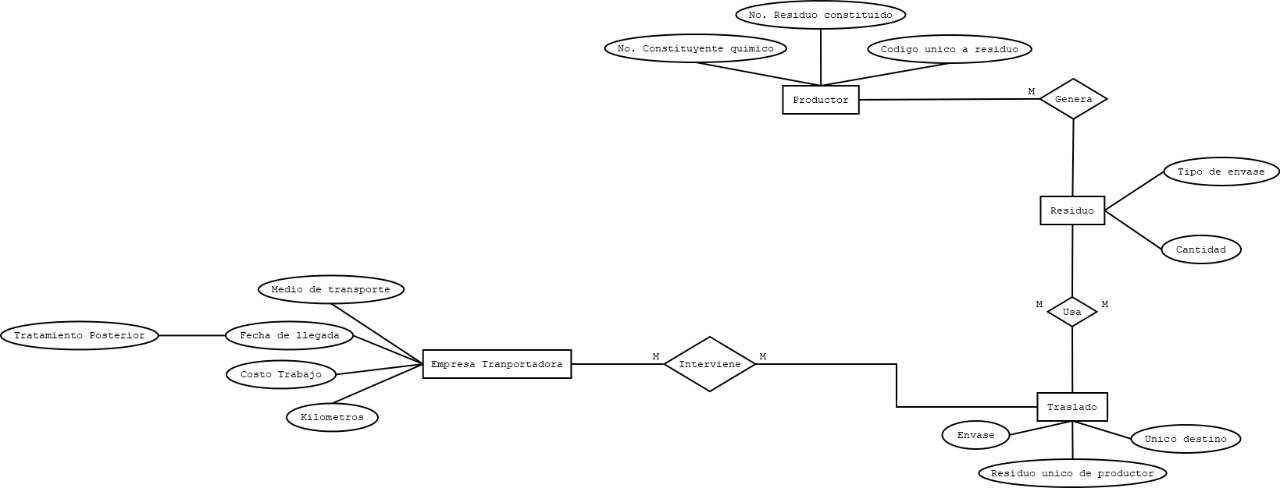 No. Residuo constituido
No. Constituyente quimico
Codigo unico a residuo
Productor
M
Genera
Tipo de envase
Residuo
Cantidad
Medio de transporte
M
Usa
M
Tratamiento Posterior
Fecha de llegada
Empresa Tranportadora
M
Interviene
M
Costo Trabajo
Kilometros
Traslado
Envase
Unico destino
Residuo unico de productor